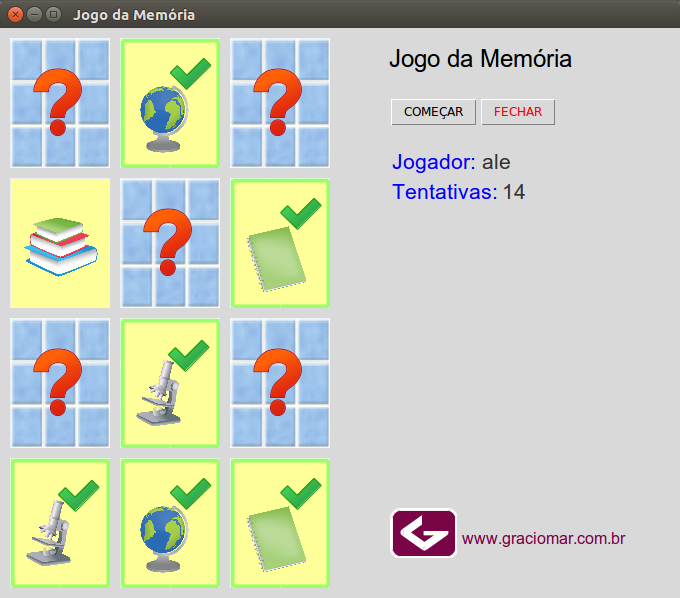 Jogo da Memória
Jogo da Memória
COMEÇAR FECHAR
Jogador: ale
Tentativas: 14
? ?
?
? ?
www.graciomar.com.br